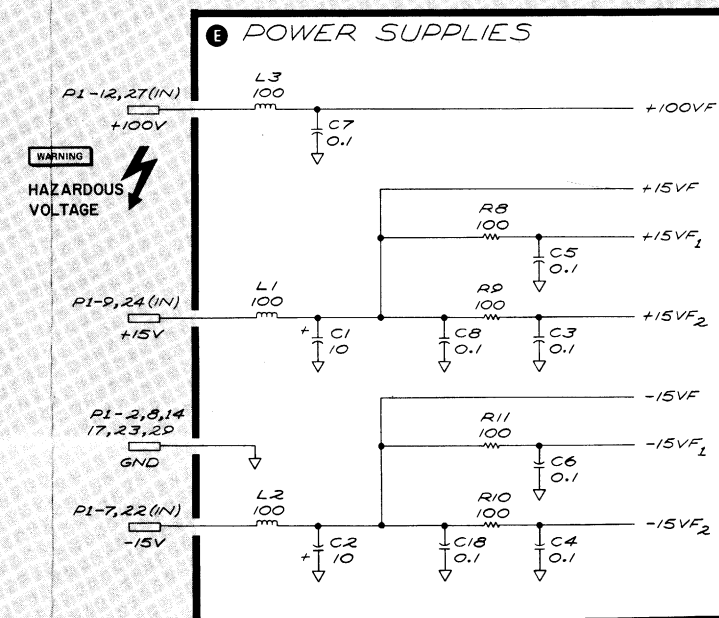 E POWER SUPPLIES
L3
100
P1-12,27(IN)
+100V
+100VF
C7
0.1
WARNING
HAZARDOUS
VOLTAGE
+15VF
R8
100
+15VF1
C5
0.1
L1
100
R9
100
P1-9,24(IN)
+15V
+15VF2
+ C1
10
C8
0.1
C3
0.1
-15VF
P1-2,8,14
17,23,29
GND
R11
100
-15VF1
C6
0.1
L2
100
R10
100
P1-7,22(IN)
-15V
-15VF2
C2
+ 10
C18
0.1
C4
0.1